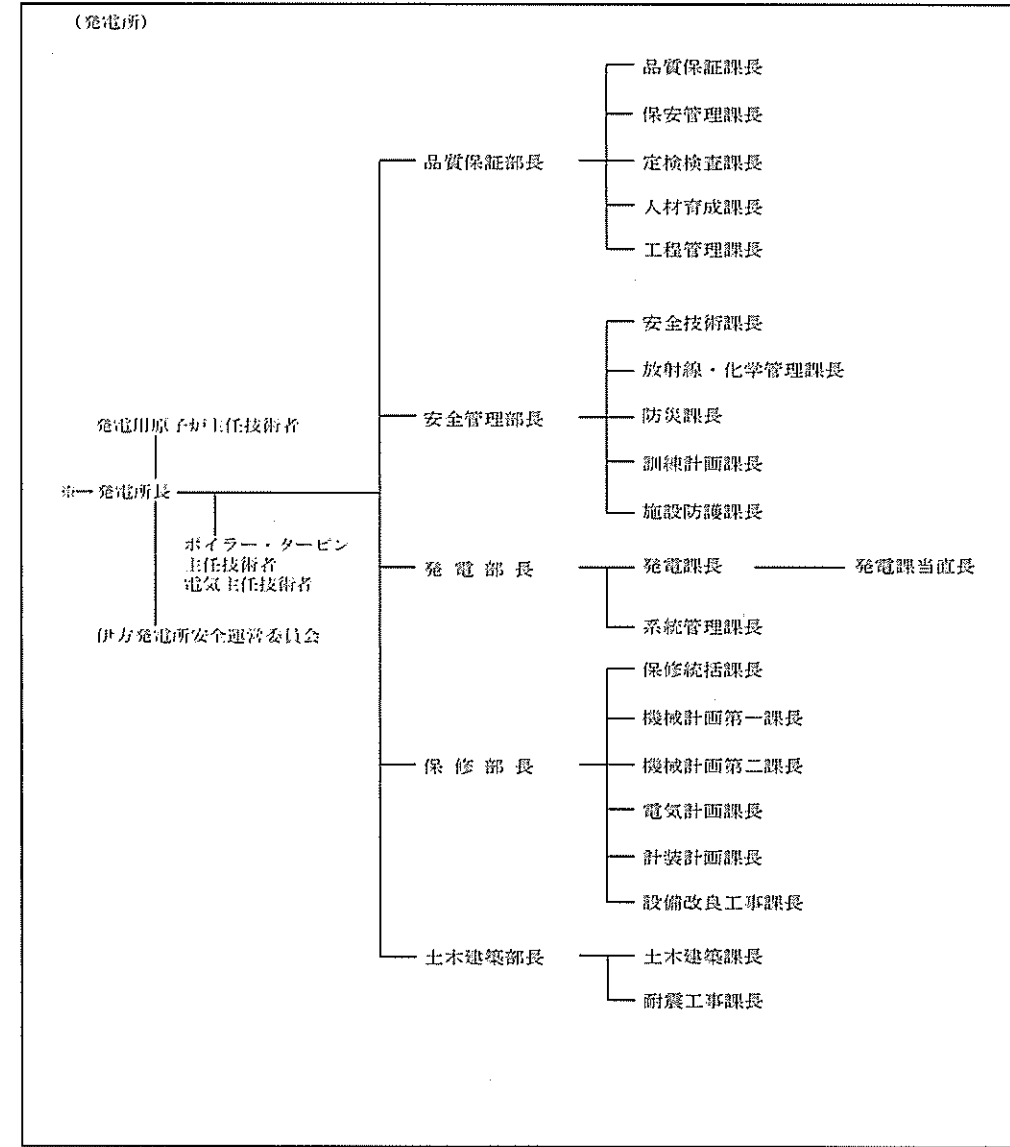 (発電所)
品質保証課長
保安管理課長
品質保証部長
定検検査課長
人材育成課長
工程管理課長
安全技術課長
放射線・化学管理課長
安全管理部長
防災課長
訓練計画課長
施設防護課長
発電用原子炉主任技術者
※ 発電所長
ボイラー・タービン
主任技術者
電気主任技術者
伊方発電所安全運営委員会
発電部長
発電課長
発電課当直長
系統管理課長
保修統括課長
機械計画第一課長
保修部長
機械計画第二課長
電気計画課長
計装計画課長
設備改良工事課長
土木建築部長
土木建築課長
耐震工事課長